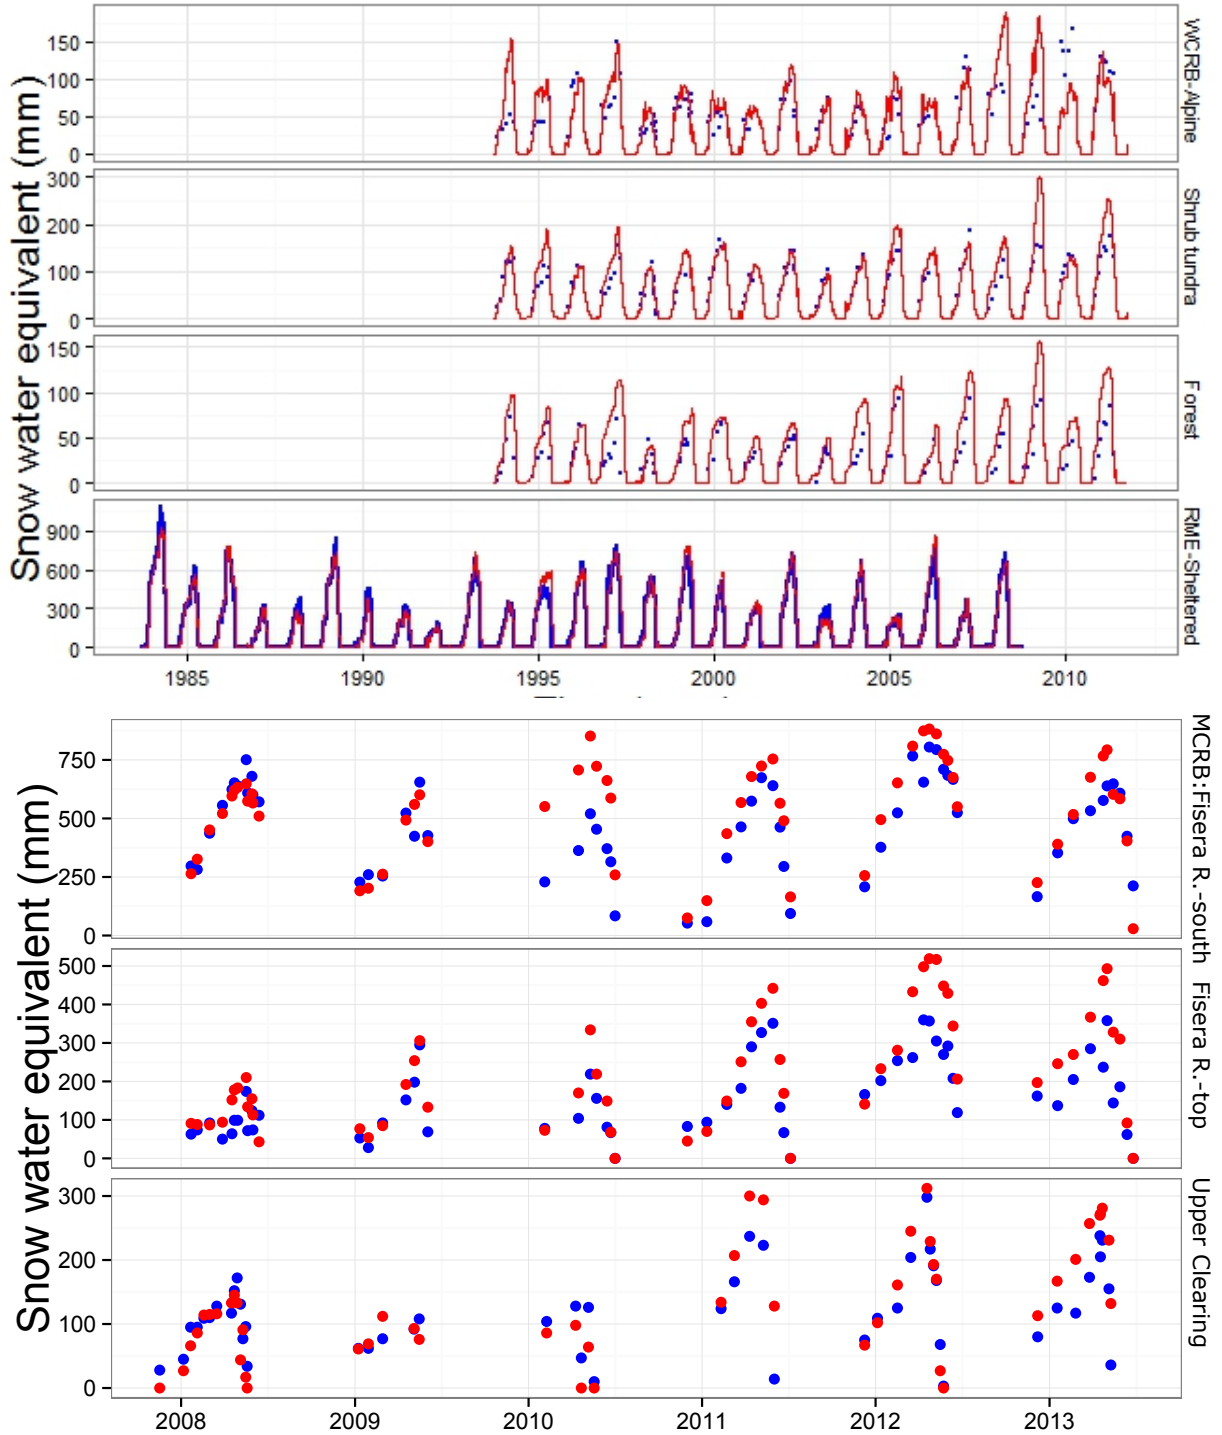 Snow water equivalent (mm)
150
100
50
0
WCRB-Alpine
300
200
100
0
Shrub tundra
150
100
50
0
Forest
900
600
300
0
RME-Sheltered
1985 1990 1995 2000 2005 2010
Snow water equivalent (mm)
750
500
250
0
MCRB:Fisera R.-south
500
400
300
200
100
0
Fisera R.-top
300
200
100
0
Upper Clearing
2008 2009 2010 2011 2012 2013